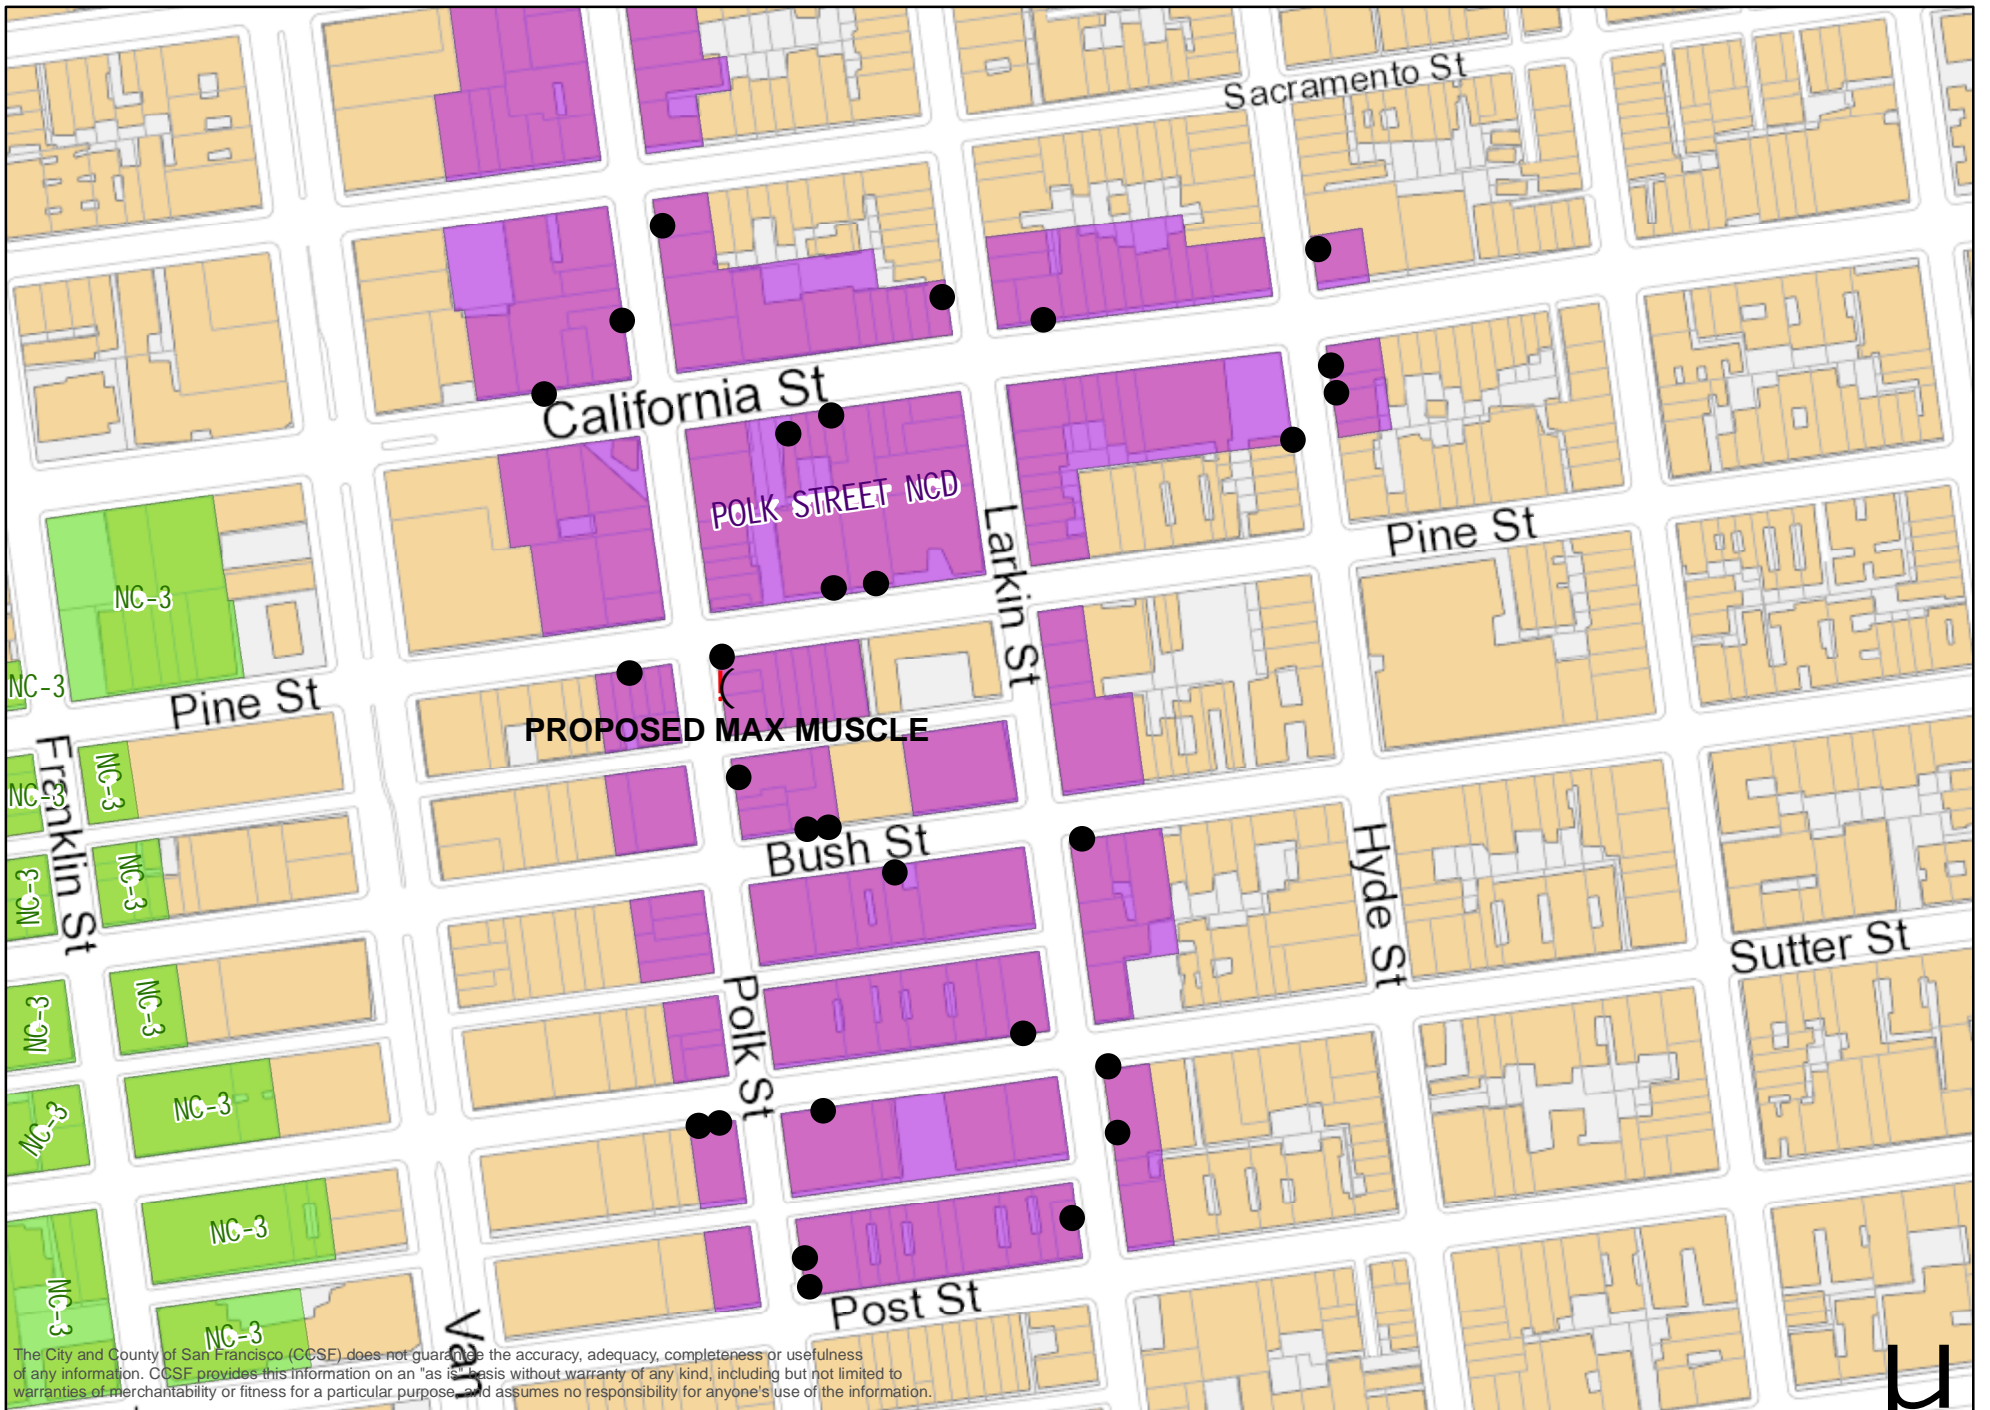 Sacramento St
California St
POLK STREET NCD
Larkin St
Pine St
NC-3
NC-3
Pine St
PROPOSED MAX MUSCLE
Franklin St
NC-3
NC-3
Bush St
Hyde St
NC-3
NC-3
Sutter St
NC-3
NC-3
Polk St
NC-3
NC-3
NC-3
NC-3
Post St
NC-3
Van
The City and County of San Francisco (CCSF) does not guarantee the accuracy, adequacy, completeness or usefulness
of any information. CCSF provides this information on an "as is" basis without warranty of any kind, including but not limited to
warranties of merchantability or fitness for a particular purpose, and assumes no responsibility for anyone's use of the information.
µ